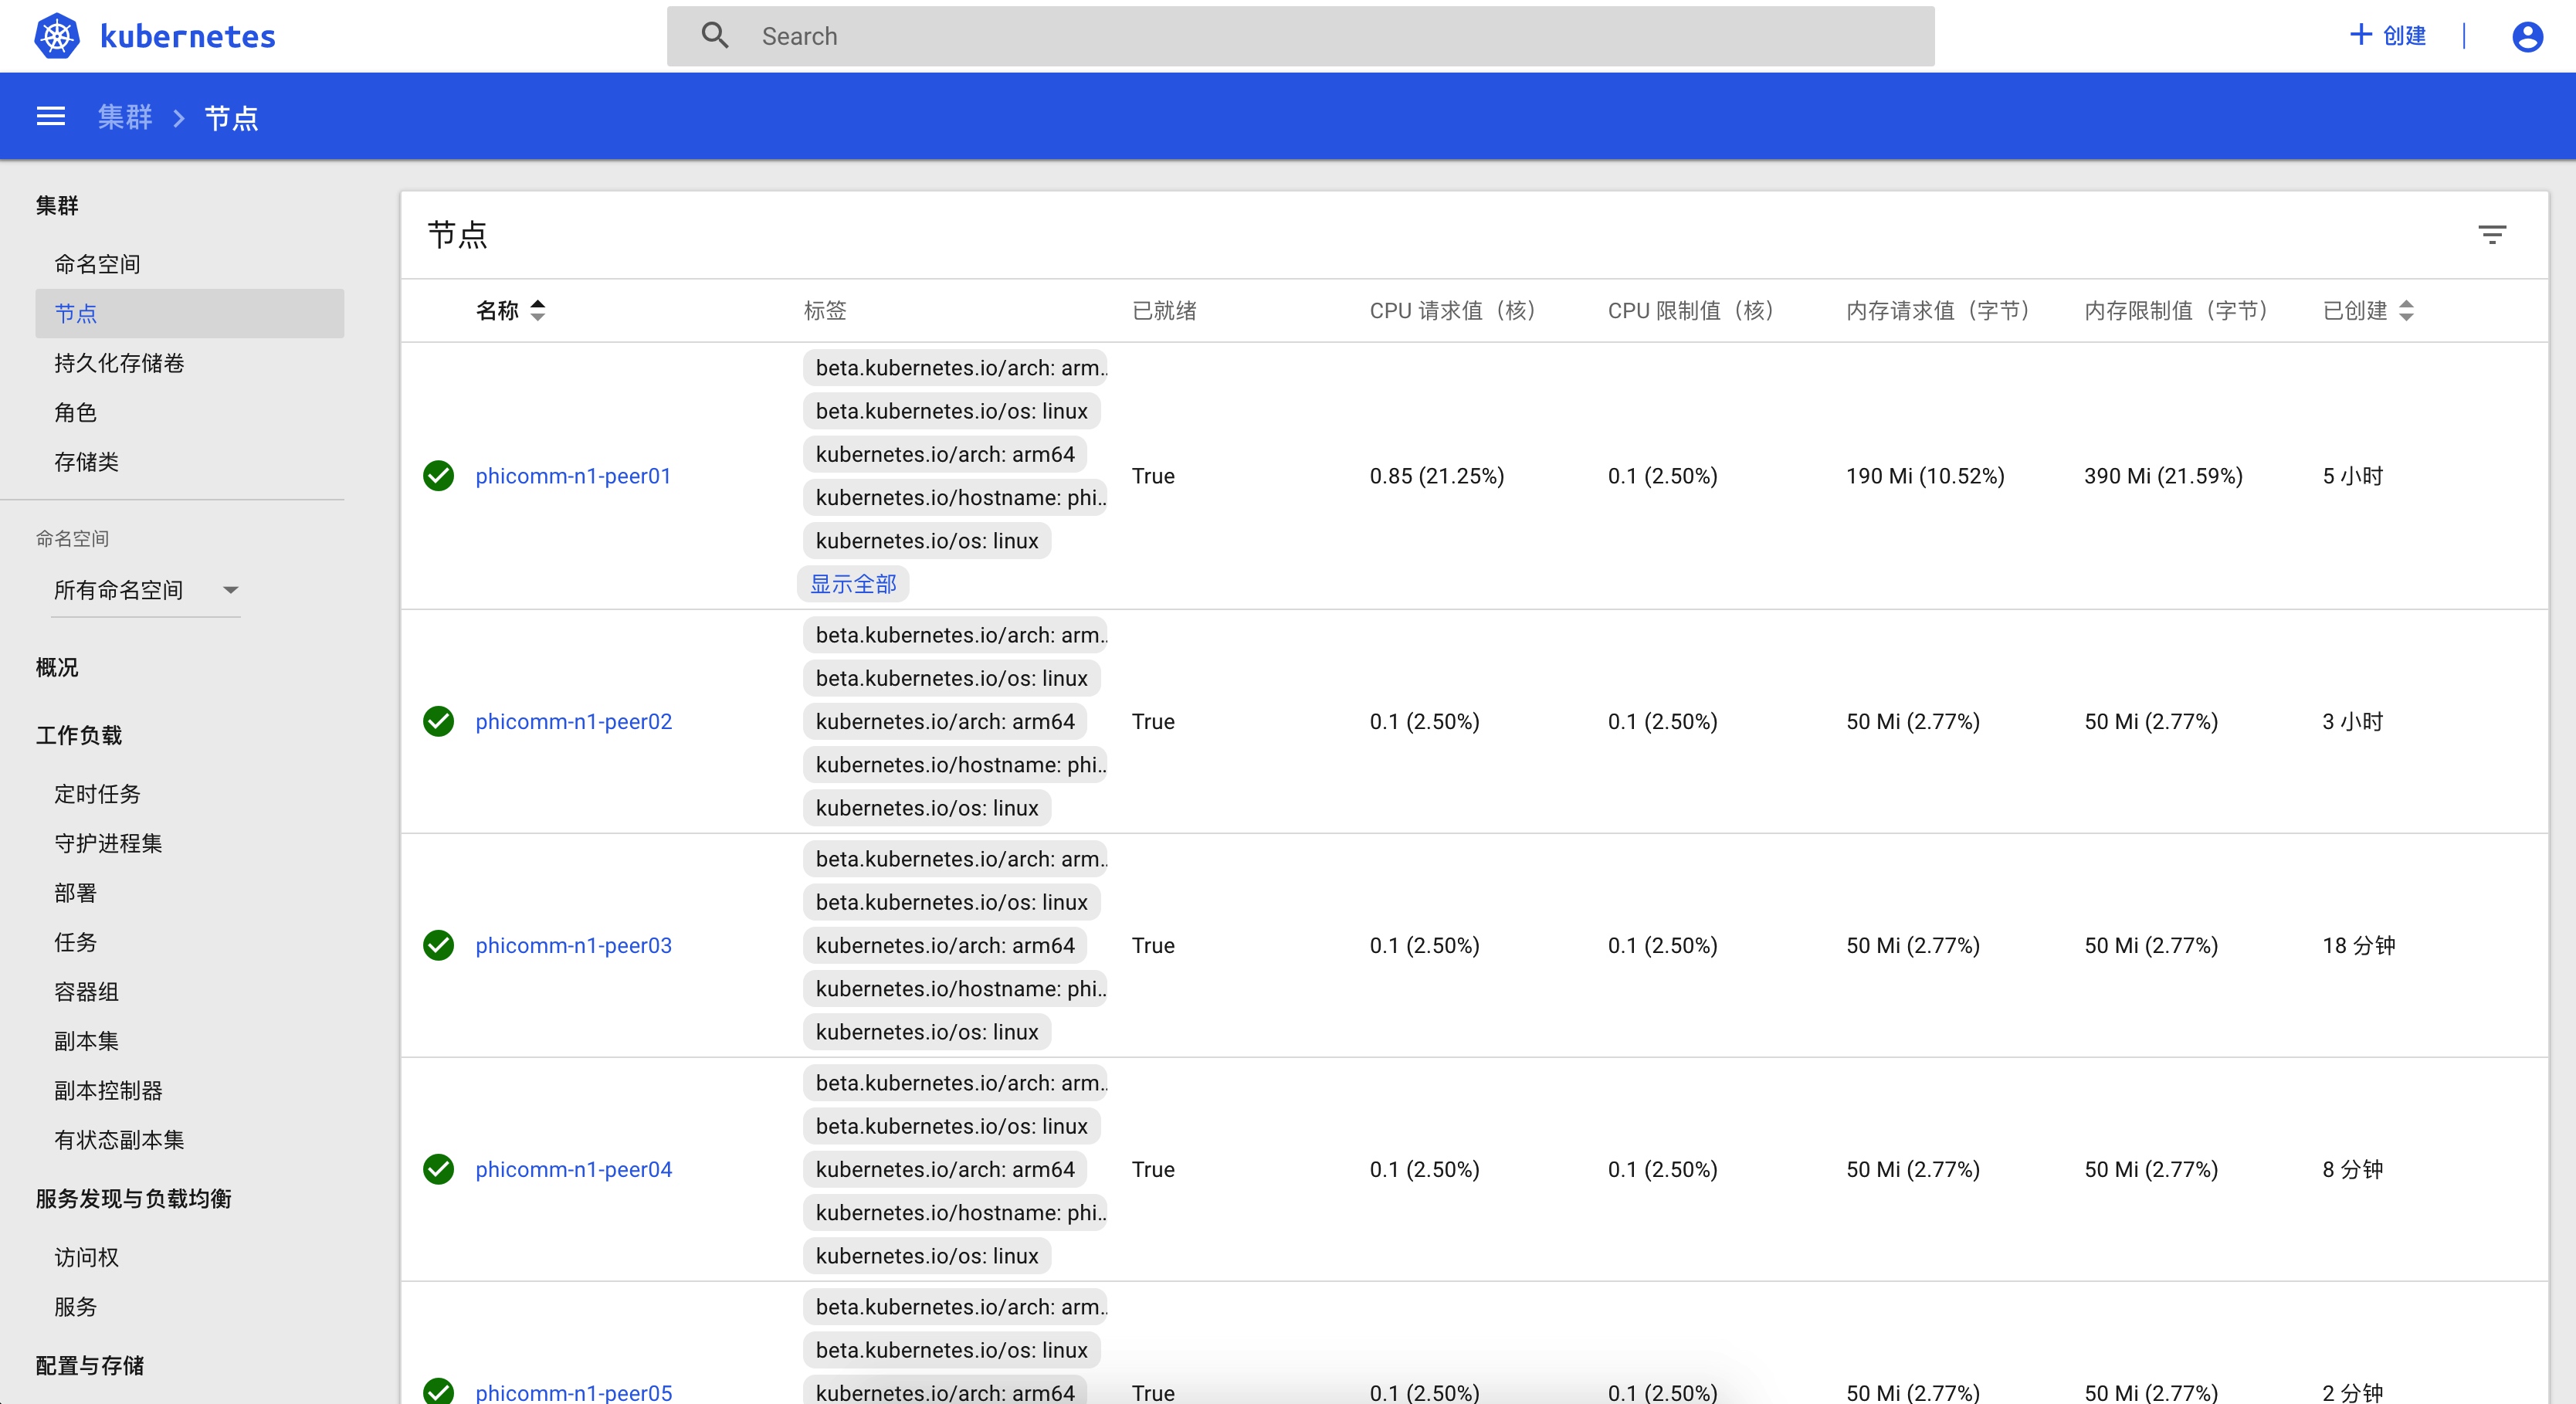 kubernetes
Search
创建
集群 节点
集群
命名空间
节点
持久化存储卷
角色
存储类
命名空间
所有命名空间
概况
工作负载
定时任务
守护进程集
部署
任务
容器组
副本集
副本控制器
有状态副本集
服务发现与负载均衡
访问权
服务
配置与存储
节点
名称 标签 已就绪 CPU 请求值（核） CPU 限制值（核） 内存请求值（字节） 内存限制值（字节） 已创建
beta.kubernetes.io/arch: arm..
beta.kubernetes.io/os: linux
kubernetes.io/arch: arm64
kubernetes.io/hostname: phi..
kubernetes.io/os: linux
显示全部
phicomm-n1-peer01 True 0.85 (21.25%) 0.1 (2.50%) 190 Mi (10.52%) 390 Mi (21.59%) 5 小时
beta.kubernetes.io/arch: arm..
beta.kubernetes.io/os: linux
kubernetes.io/arch: arm64
kubernetes.io/hostname: phi..
kubernetes.io/os: linux
phicomm-n1-peer02 True 0.1 (2.50%) 0.1 (2.50%) 50 Mi (2.77%) 50 Mi (2.77%) 3 小时
beta.kubernetes.io/arch: arm..
beta.kubernetes.io/os: linux
kubernetes.io/arch: arm64
kubernetes.io/hostname: phi..
kubernetes.io/os: linux
phicomm-n1-peer03 True 0.1 (2.50%) 0.1 (2.50%) 50 Mi (2.77%) 50 Mi (2.77%) 18 分钟
beta.kubernetes.io/arch: arm..
beta.kubernetes.io/os: linux
kubernetes.io/arch: arm64
kubernetes.io/hostname: phi..
kubernetes.io/os: linux
phicomm-n1-peer04 True 0.1 (2.50%) 0.1 (2.50%) 50 Mi (2.77%) 50 Mi (2.77%) 8 分钟
beta.kubernetes.io/arch: arm..
beta.kubernetes.io/os: linux
kubernetes.io/arch: arm64
phicomm-n1-peer05 True 0.1 (2.50%) 0.1 (2.50%) 50 Mi (2.77%) 50 Mi (2.77%) 2 分钟